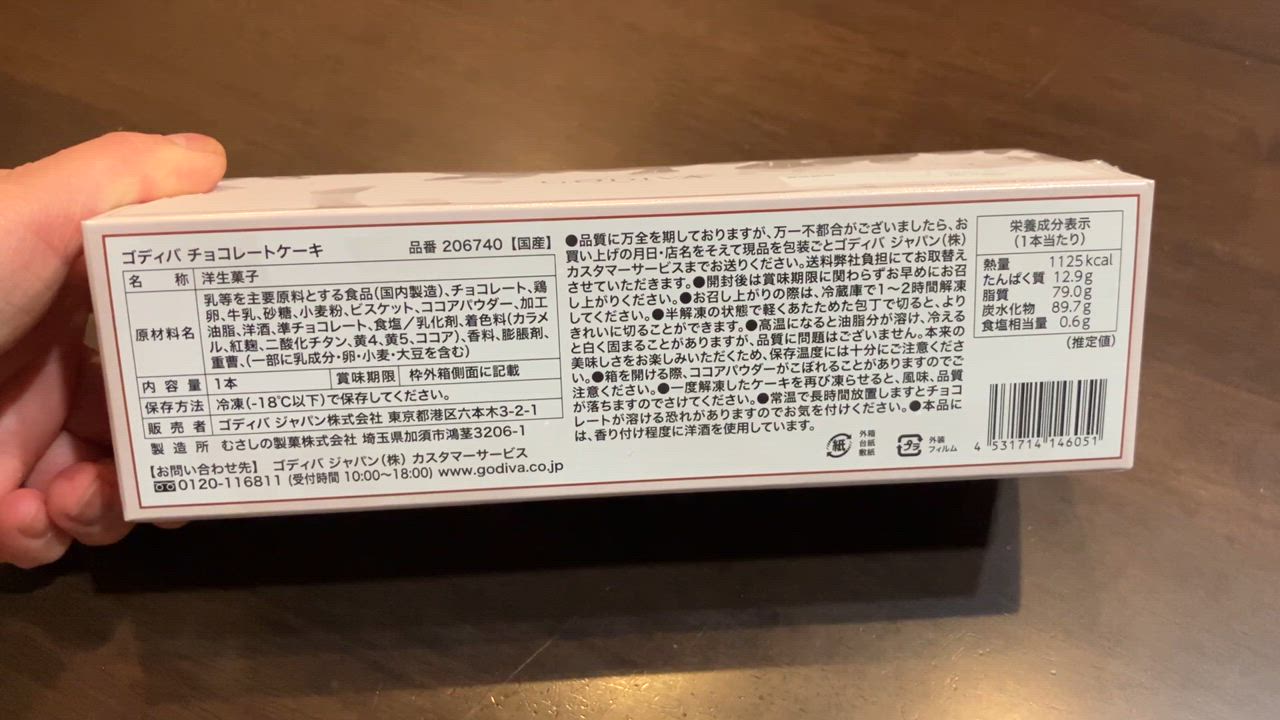 GODIVA
ゴディバ チョコレートケーキ 品番 206740【国産】
名 称 洋生菓子
原材料名 乳等を主要原料とする食品(国内製造)、チョコレート、鶏
卵、牛乳、砂糖、小麦粉、ビスケット、ココアパウダー、加工
油脂、洋酒、準チョコレート、食塩/乳化剤、着色料(カラメ
ル、紅麹、二酸化チタン、黄4、黄5、ココア)、香料、膨脹剤、
重曹、(一部に乳成分・卵・小麦・大豆を含む)
内 容 量 1本 賞味期限 枠外箱側面に記載
保存方法 冷凍(-18℃以下)で保存してください。
販 売 者 ゴディバ ジャパン株式会社 東京都港区六本木3-2-1
製 造 所 むさしの製菓株式会社 埼玉県加須市鴻茎3206-1
【お問い合わせ先】 ゴディバ ジャパン(株) カスタマーサービス
0120-116811 (受付時間 10:00~18:00) www.godiva.co.jp
●品質に万全を期しておりますが、万一不都合がございましたら、お
買い上げの月日・店名をそえて現品を包装ごとゴディバ ジャパン(株)
カスタマーサービスまでお送りください。送料弊社負担にてお取替え
させていただきます。●開封後は賞味期限に関わらずお早めにお召
し上がりください。●お召し上がりの際は、冷蔵庫で1~2時間解凍
してください。●半解凍の状態で軽くあたためた包丁で切ると、より
きれいに切ることができます。●高温になると油脂分が溶け、冷える
と白く固まることがありますが、品質に問題はございません。本来の
美味しさをお楽しみいただくため、保存温度には十分にご注意くださ
い。●箱を開ける際、ココアパウダーがこぼれることがありますのでご
注意ください。●一度解凍したケーキを再び凍らせると、風味、品質
が落ちますのでさけてください。●常温で長時間放置しますとチョコ
レートが溶ける恐れがありますのでお気を付けください。●本品に
は、香り付け程度に洋酒を使用しています。
紙 外箱 台紙 敷紙
プラ 外装 フィルム
栄養成分表示
(1本当たり)
熱量 1125kcal
たんぱく質 12.9g
脂質 79.0g
炭水化物 89.7g
食塩相当量 0.6g
(推定値)
4 531714 146051